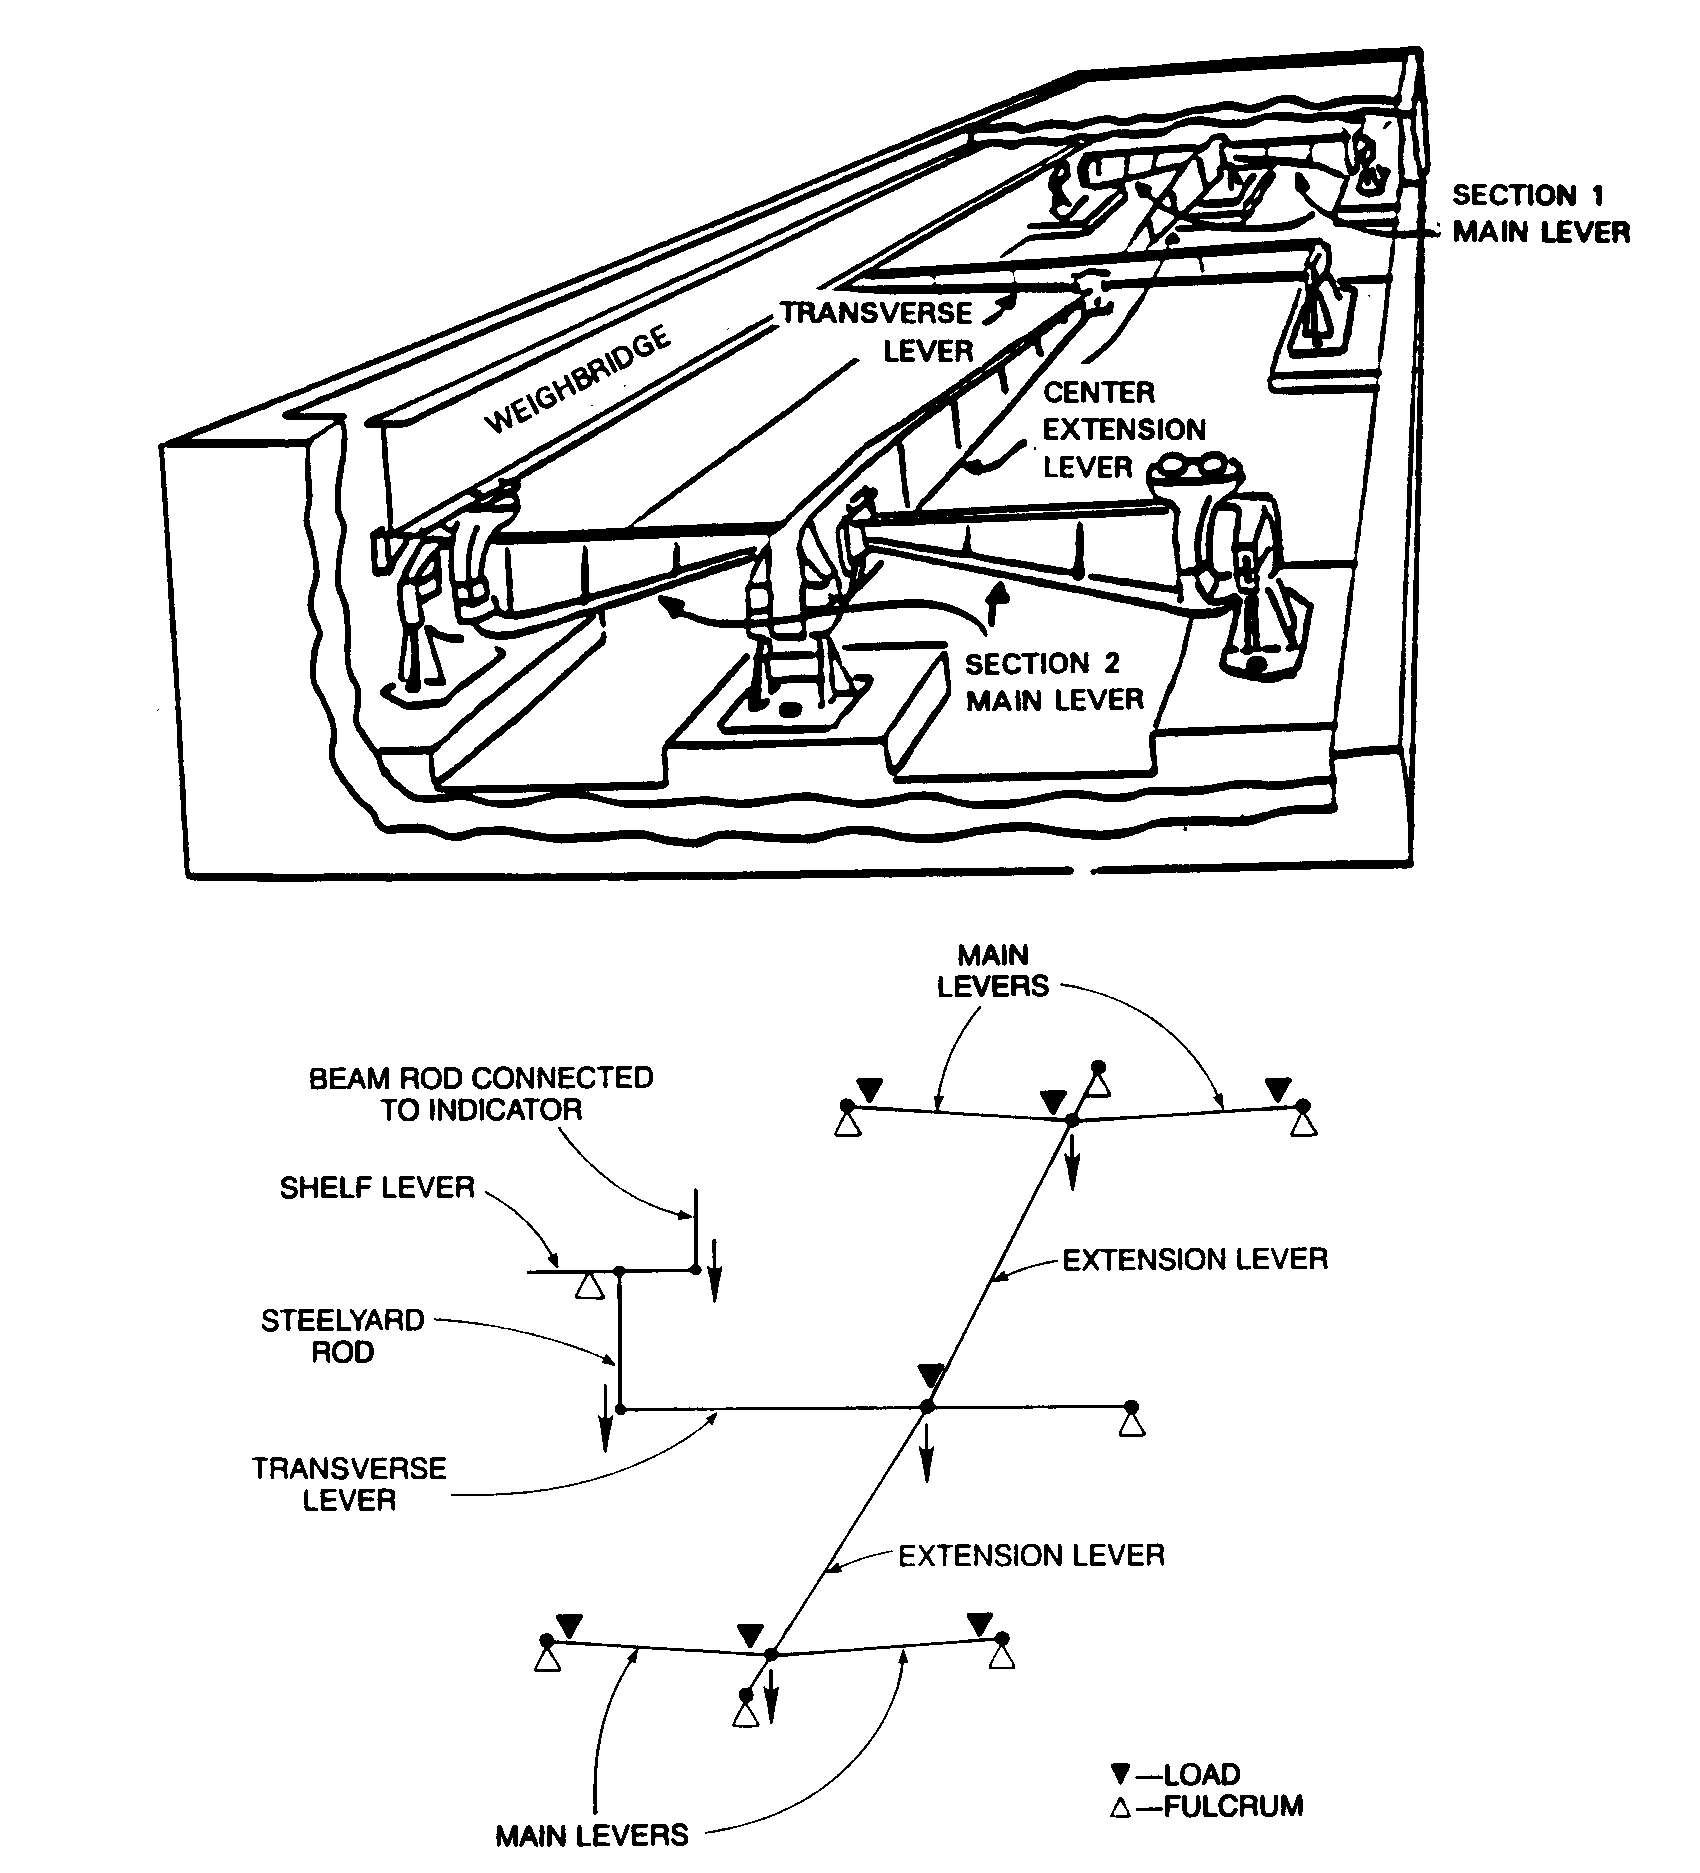 SECTION 1
MAIN LEVER
TRANSVERSE
LEVER
WEIGHBRIDGE
CENTER
EXTENSION
LEVER
SECTION 2
MAIN LEVER
MAIN
LEVERS
BEAM ROD CONNECTED
TO INDICATOR
SHELF LEVER
EXTENSION LEVER
STEELYARD
ROD
TRANSVERSE
LEVER
EXTENSION LEVER
▼—LOAD
△—FULCRUM
MAIN LEVERS